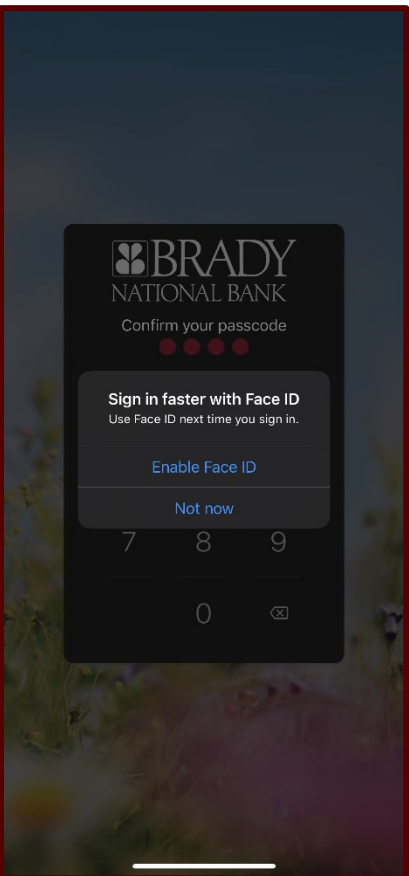 BRADY
NATIONAL BANK
Confirm your passcode
Sign in faster with Face ID
Use Face ID next time you sign in.
Enable Face ID
Not now
7 8 9
0